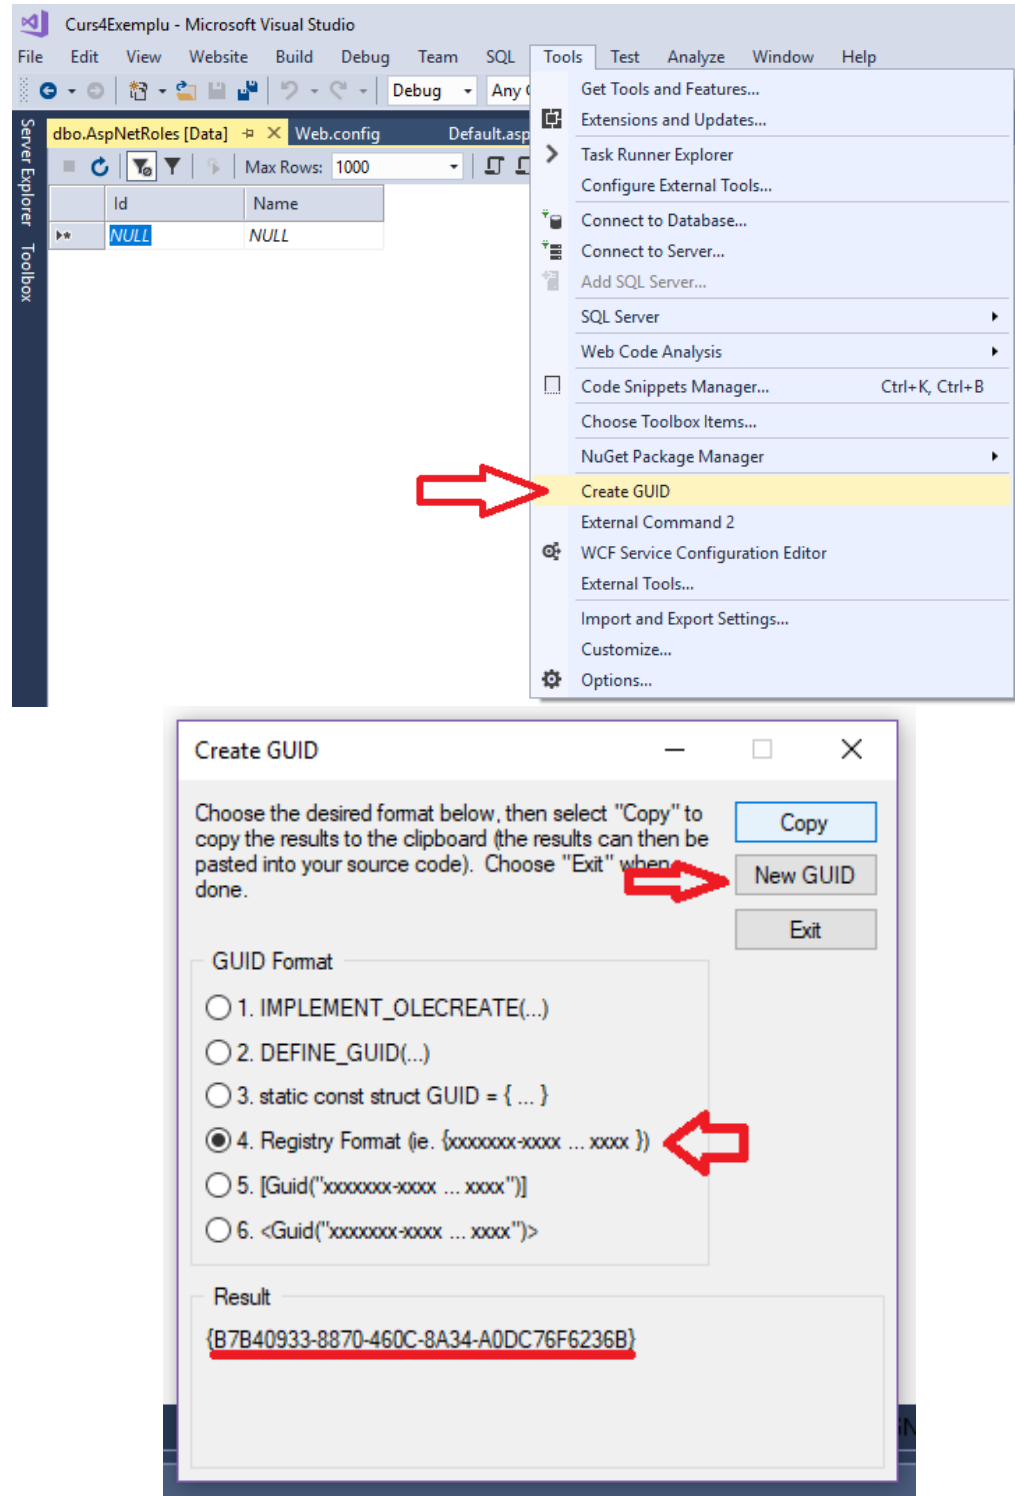 Curs4Exemplu - Microsoft Visual Studio
File Edit View Website Build Debug Team SQL Tools Test Analyze Window Help
Debug Any
dbo.AspNetRoles [Data] Web.config Default.asp
Max Rows: 1000
Id Name
NULL NULL
Server Explorer
Toolbox
Get Tools and Features...
Extensions and Updates...
Task Runner Explorer
Configure External Tools...
Connect to Database...
Connect to Server...
Add SQL Server...
SQL Server
Web Code Analysis
Code Snippets Manager... Ctrl+K, Ctrl+B
Choose Toolbox Items...
NuGet Package Manager
Create GUID
External Command 2
WCF Service Configuration Editor
External Tools...
Import and Export Settings...
Customize...
Options...
Create GUID
Choose the desired format below, then select "Copy" to
copy the results to the clipboard (the results can then be
pasted into your source code). Choose "Exit" when
done.
Copy
New GUID
Exit
GUID Format
1. IMPLEMENT_OLECREATE(...)
2. DEFINE_GUID(...)
3. static const struct GUID = { ... }
4. Registry Format (ie. {xxxxxxx-xxxx ... xxxx })
5. [Guid("xxxxxxx-xxxx ... xxxx")]
6. <Guid("xxxxxxx-xxxx ... xxxx")>
Result
{B7B40933-8870-460C-8A34-A0DC76F6236B}